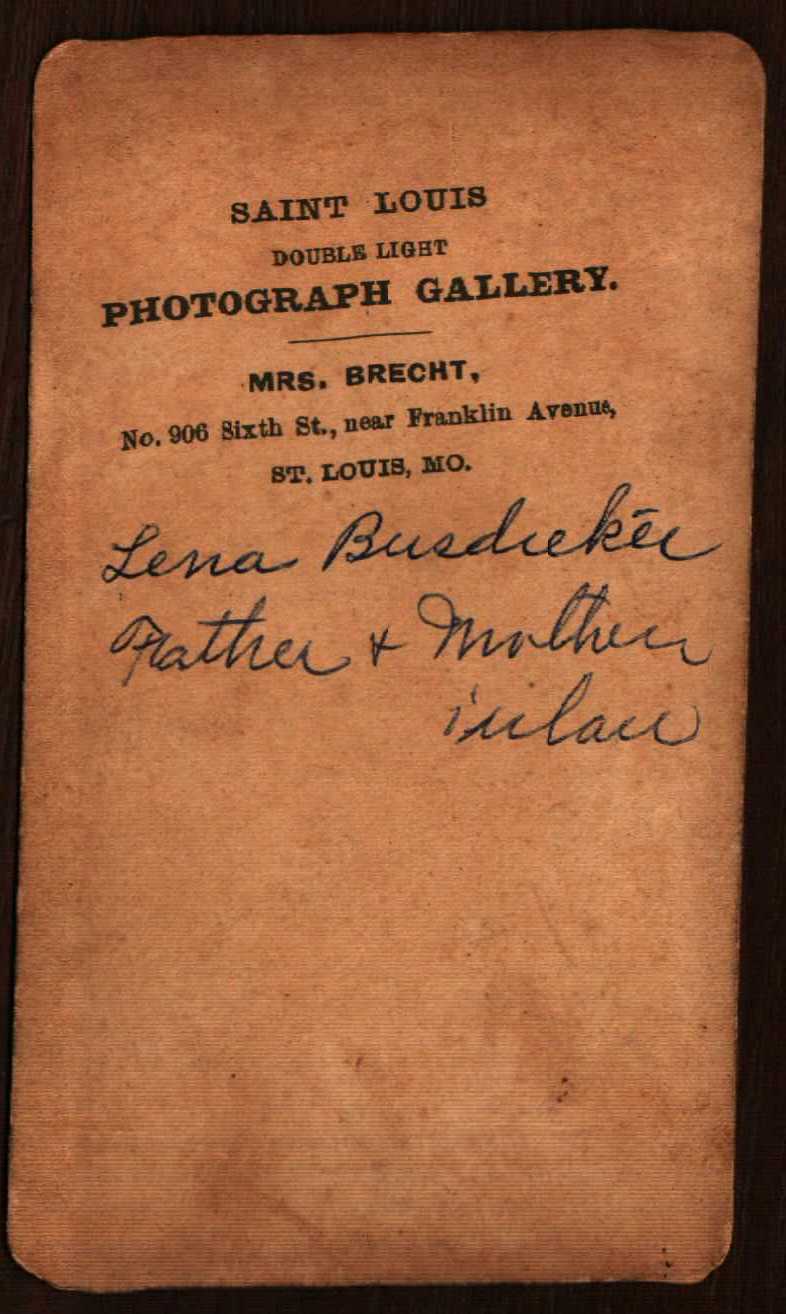 SAINT LOUIS
DOUBLE LIGHT
PHOTOGRAPH GALLERY.
MRS. BRECHT,
No. 906 Sixth St., near Franklin Avenue,
ST. LOUIS, MO.
Lena Busdieker
Father + Mother
inlaw